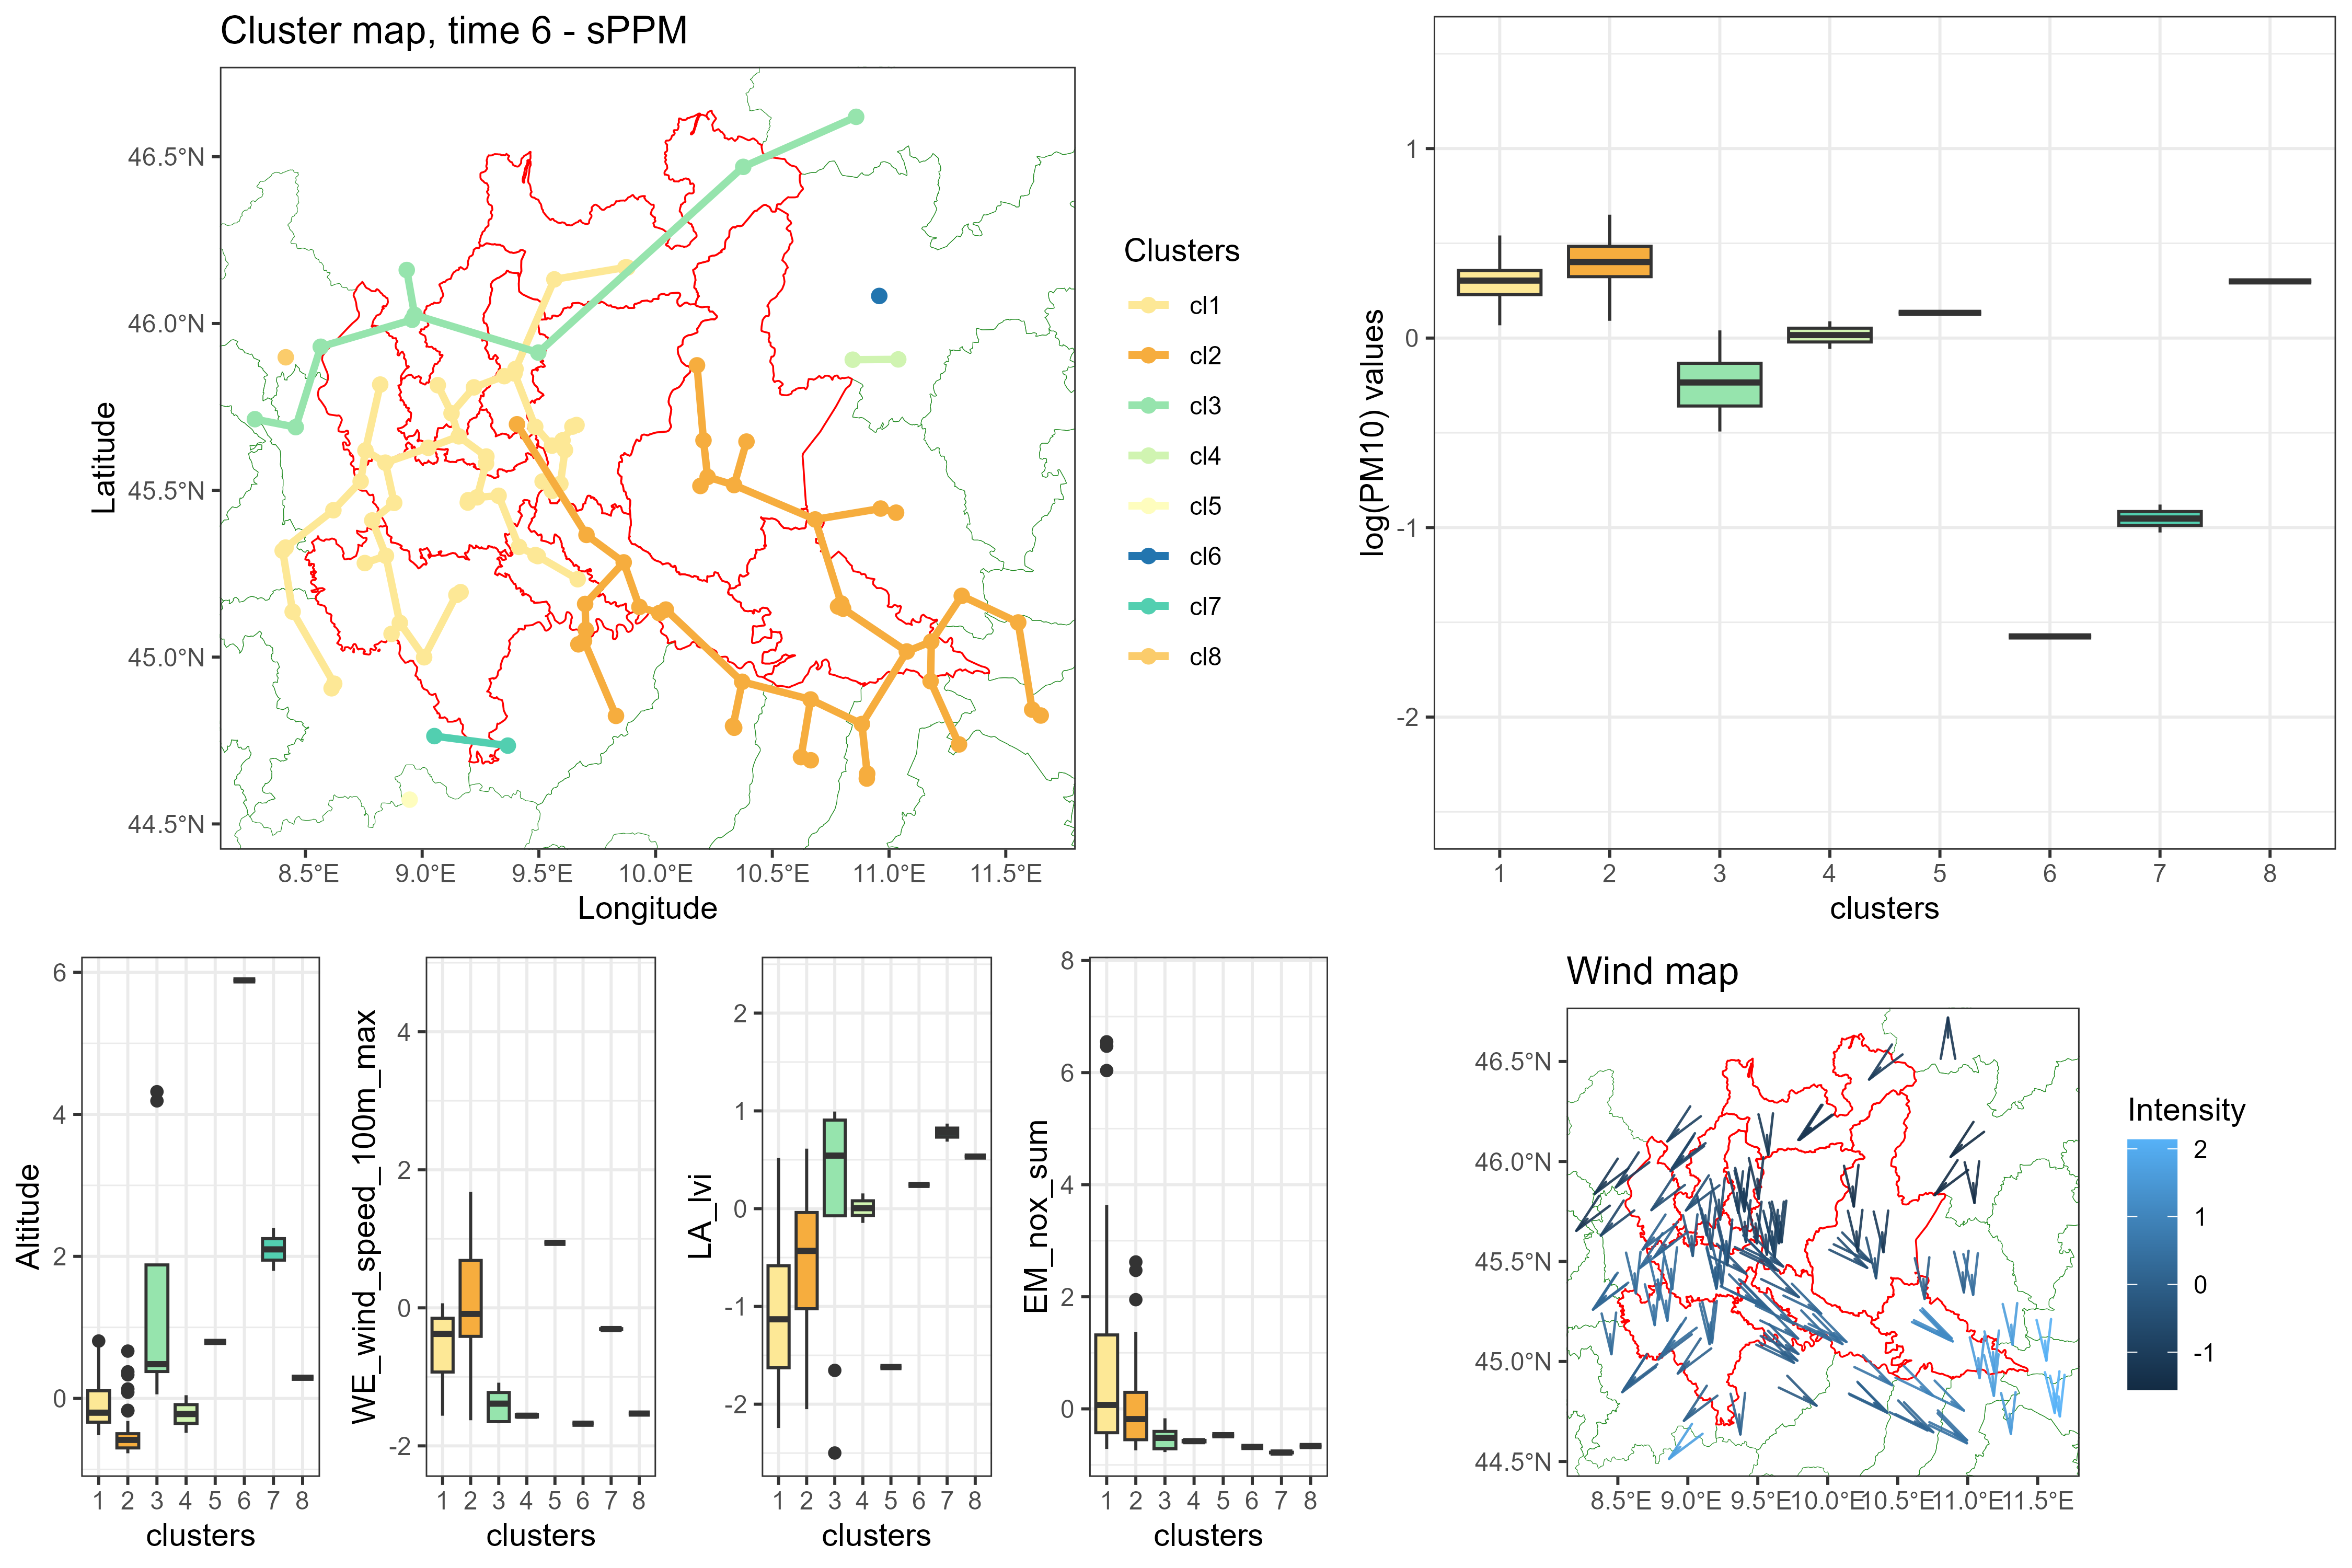 Cluster map, time 6 - sPPM
46.5°N
46.0°N
45.5°N
45.0°N
44.5°N
Latitude
8.5°E 9.0°E 9.5°E 10.0°E 10.5°E 11.0°E 11.5°E
Longitude
Clusters
cl1
cl2
cl3
cl4
cl5
cl6
cl7
cl8
1
0
-1
-2
log(PM10) values
1 2 3 4 5 6 7 8
clusters
6
4
2
0
Altitude
1 2 3 4 5 6 7 8
clusters
4
2
0
-2
WE_wind_speed_100m_max
1 2 3 4 5 6 7 8
clusters
2
1
0
-1
-2
LA_lvi
1 2 3 4 5 6 7 8
clusters
8
6
4
2
0
EM_nox_sum
1 2 3 4 5 6 7 8
clusters
Wind map
46.5°N
46.0°N
45.5°N
45.0°N
44.5°N
8.5°E 9.0°E 9.5°E 10.0°E 10.5°E 11.0°E 11.5°E
Intensity
2
1
0
-1